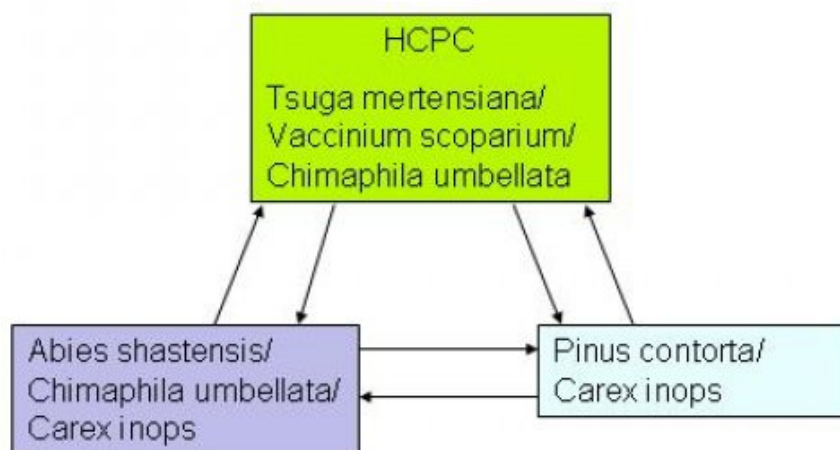 HCPC
Tsuga mertensiana/
Vaccinium scoparium/
Chimaphila umbellata
Abies shastensis/
Chimaphila umbellata/
Carex inops
Pinus contorta/
Carex inops